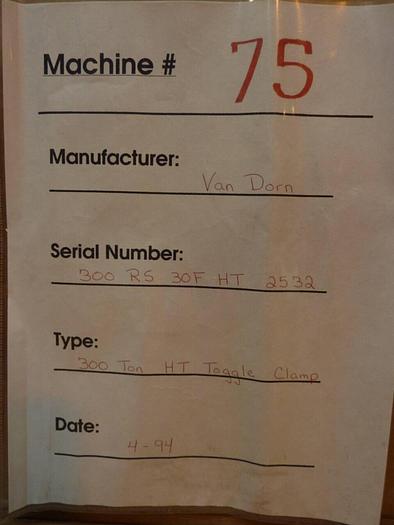 Machine # 75
Manufacturer:
Van Dorn
Serial Number:
300 RS 30F HT 2532
Type:
300 Ton HT Toggle Clamp
Date:
4-94